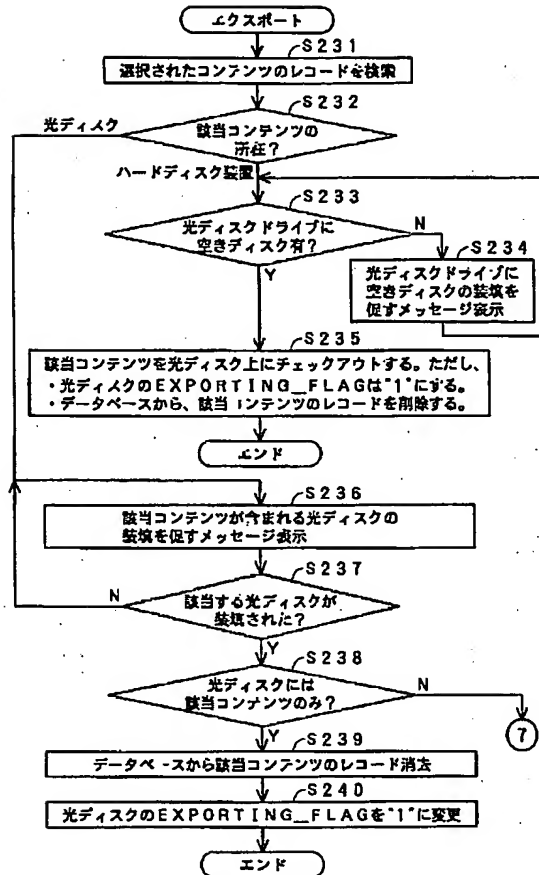 エクスポート
S231
選択されたコンテンツのレコードを検索
S232
光ディスク
該当コンテンツの
所在?
ハードディスク装置
S233
光ディスクドライブに
空きディスク有?
N
Y
S234
光ディスクドライブに
空きディスクの装填を
促すメッセージ表示
S235
該当コンテンツを光ディスク上にチェックアウトする。ただし、
・光ディスクのEXPORTING_FLAGは"1"にする。
・データベースから、該当コンテンツのレコードを削除する。
エンド
S236
該当コンテンツが含まれる光ディスクの
装填を促すメッセージ表示
S237
N
該当する光ディスクが
装填された?
Y
S238
光ディスクには
該当コンテンツのみ?
N
7
Y
S239
データベースから該当コンテンツのレコード消去
S240
光ディスクのEXPORTING_FLAGを"1"に変更
エンド